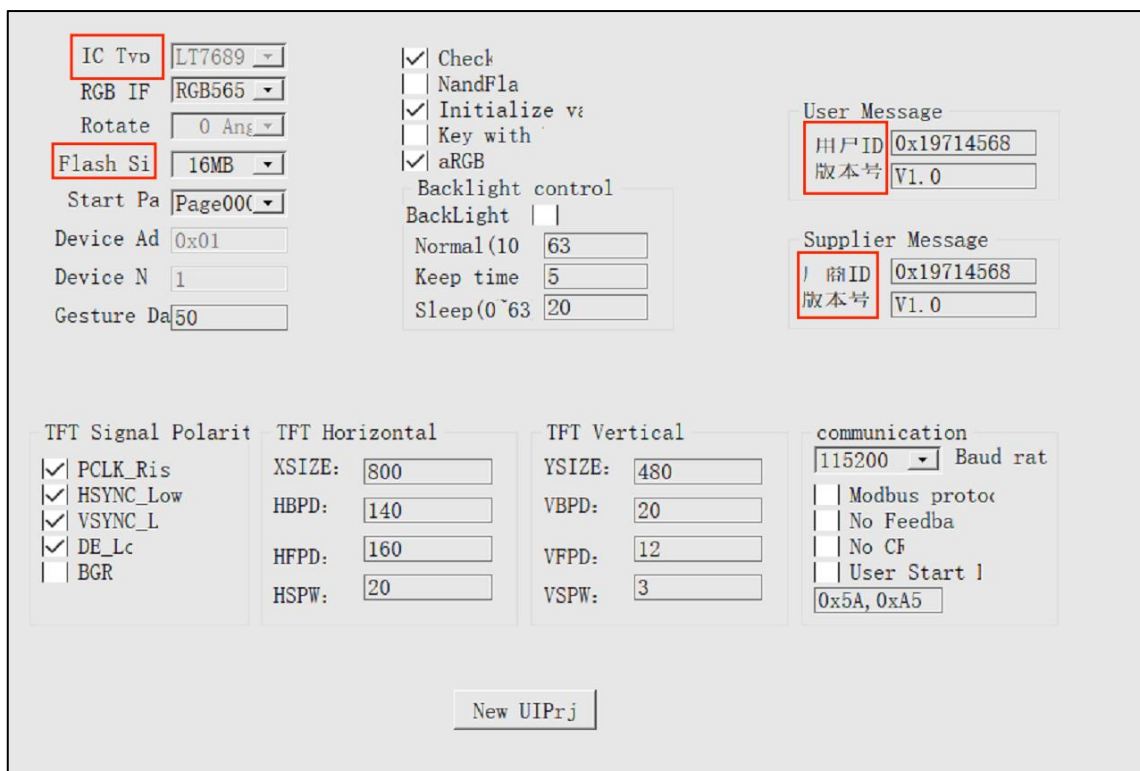 IC Typ LT7689
RGB IF RGB565
Rotate 0 Ang
Flash Si 16MB
Start Pa Page000
Device Ad 0x01
Device N 1
Gesture Da 50
Check
NandFla
Initialize va
Key with
aRGB
Backlight control
BackLight
Normal(10 63
Keep time 5
Sleep(0~63 20
User Message
用户ID 0x19714568
版本号 V1.0
Supplier Message
商ID 0x19714568
版本号 V1.0
TFT Signal Polarit
PCLK_Ris
HSYNC_Low
VSYNC_L
DE_Lo
BGR
TFT Horizontal
XSIZE: 800
HBPD: 140
HFPD: 160
HSPW: 20
TFT Vertical
YSIZE: 480
VBPD: 20
VFPD: 12
VSPW: 3
communication
115200 Baud rat
Modbus protoc
No Feedba
No CR
User Start
0x5A,0xA5
New UIPrj